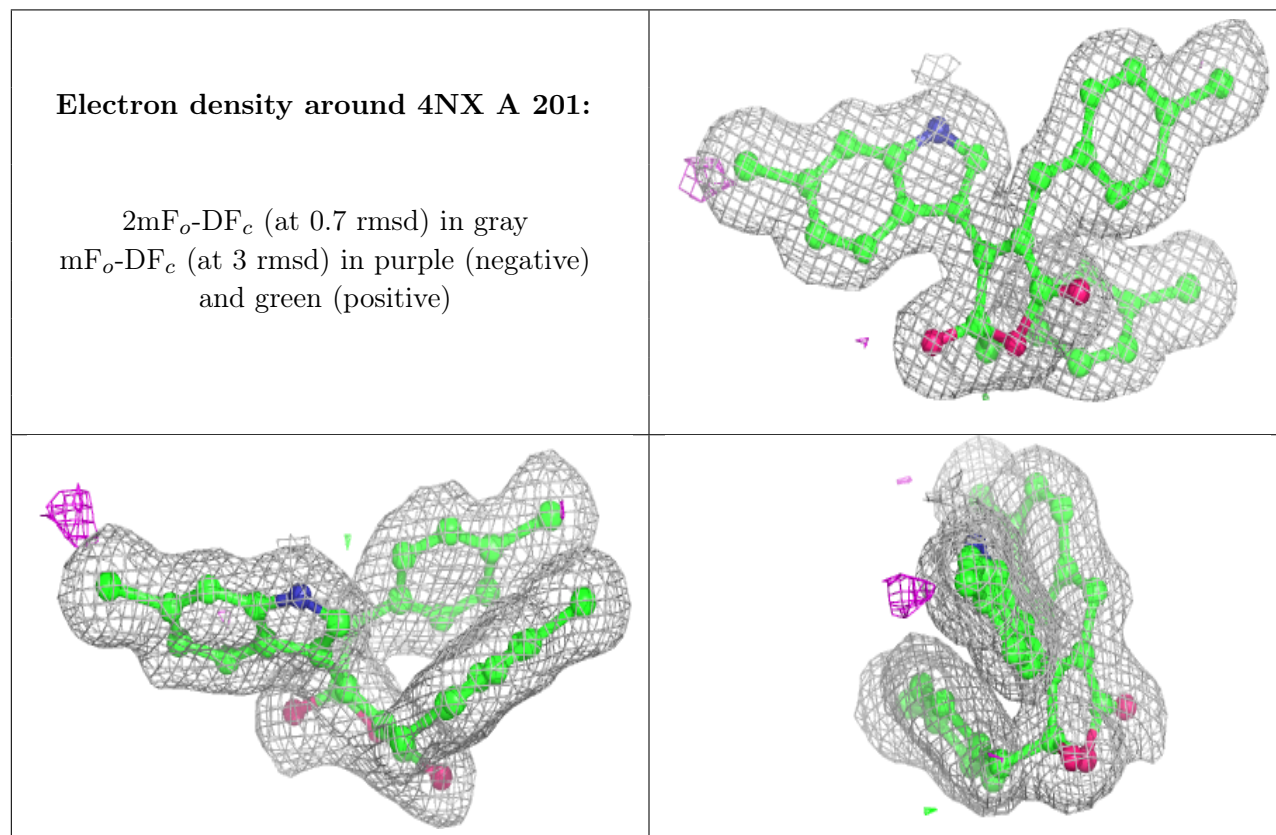 Electron density around 4NX A 201:
2mFₒ-DF𝒸 (at 0.7 rmsd) in gray
mFₒ-DF𝒸 (at 3 rmsd) in purple (negative)
and green (positive)